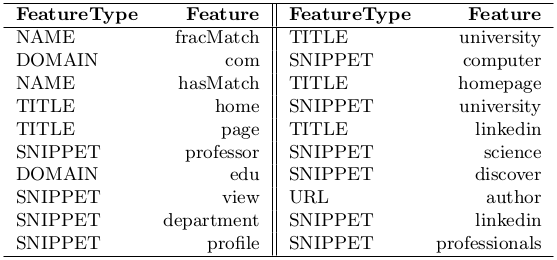 FeatureType Feature FeatureType Feature
NAME fracMatch TITLE university
DOMAIN com SNIPPET computer
NAME hasMatch TITLE homepage
TITLE home SNIPPET university
TITLE page TITLE linkedin
SNIPPET professor SNIPPET science
DOMAIN edu SNIPPET discover
SNIPPET view URL author
SNIPPET department SNIPPET linkedin
SNIPPET profile SNIPPET professionals